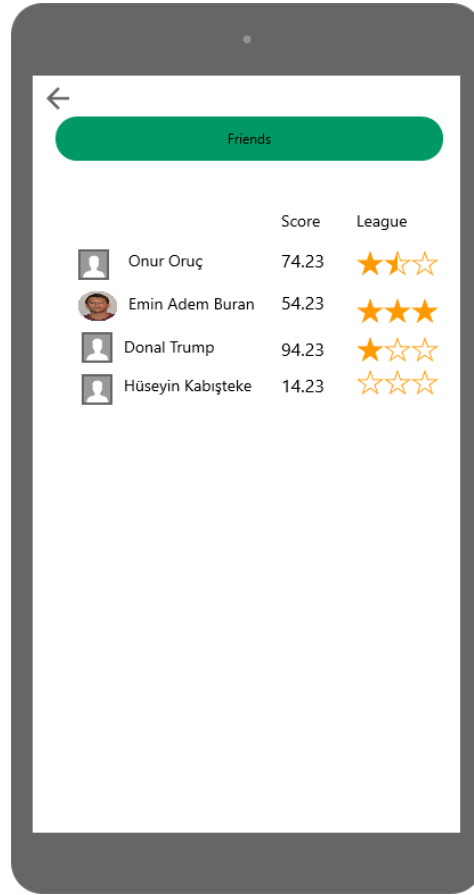 Friends
Score League
Onur Oruç 74.23
Emin Adem Buran 54.23
Donal Trump 94.23
Hüseyin Kabışteke 14.23